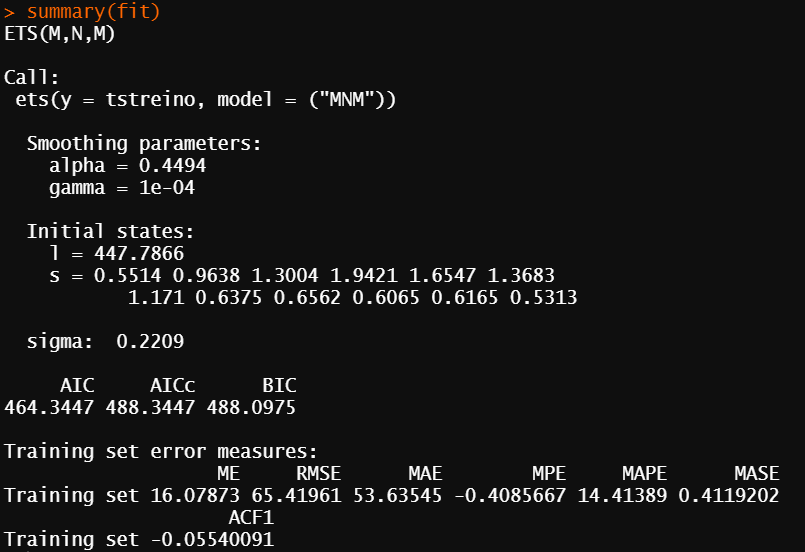 > summary(fit)
ETS(M,N,M)
Call:
ets(y = tstreino, model = ("MNM"))
Smoothing parameters:
alpha = 0.4494
gamma = 1e-04
Initial states:
l = 447.7866
s = 0.5514 0.9638 1.3004 1.9421 1.6547 1.3683
1.171 0.6375 0.6562 0.6065 0.6165 0.5313
sigma: 0.2209
AIC AICc BIC
464.3447 488.3447 488.0975
Training set error measures:
ME RMSE MAE MPE MAPE MASE
Training set 16.07873 65.41961 53.63545 -0.4085667 14.41389 0.4119202
ACF1
Training set -0.05540091